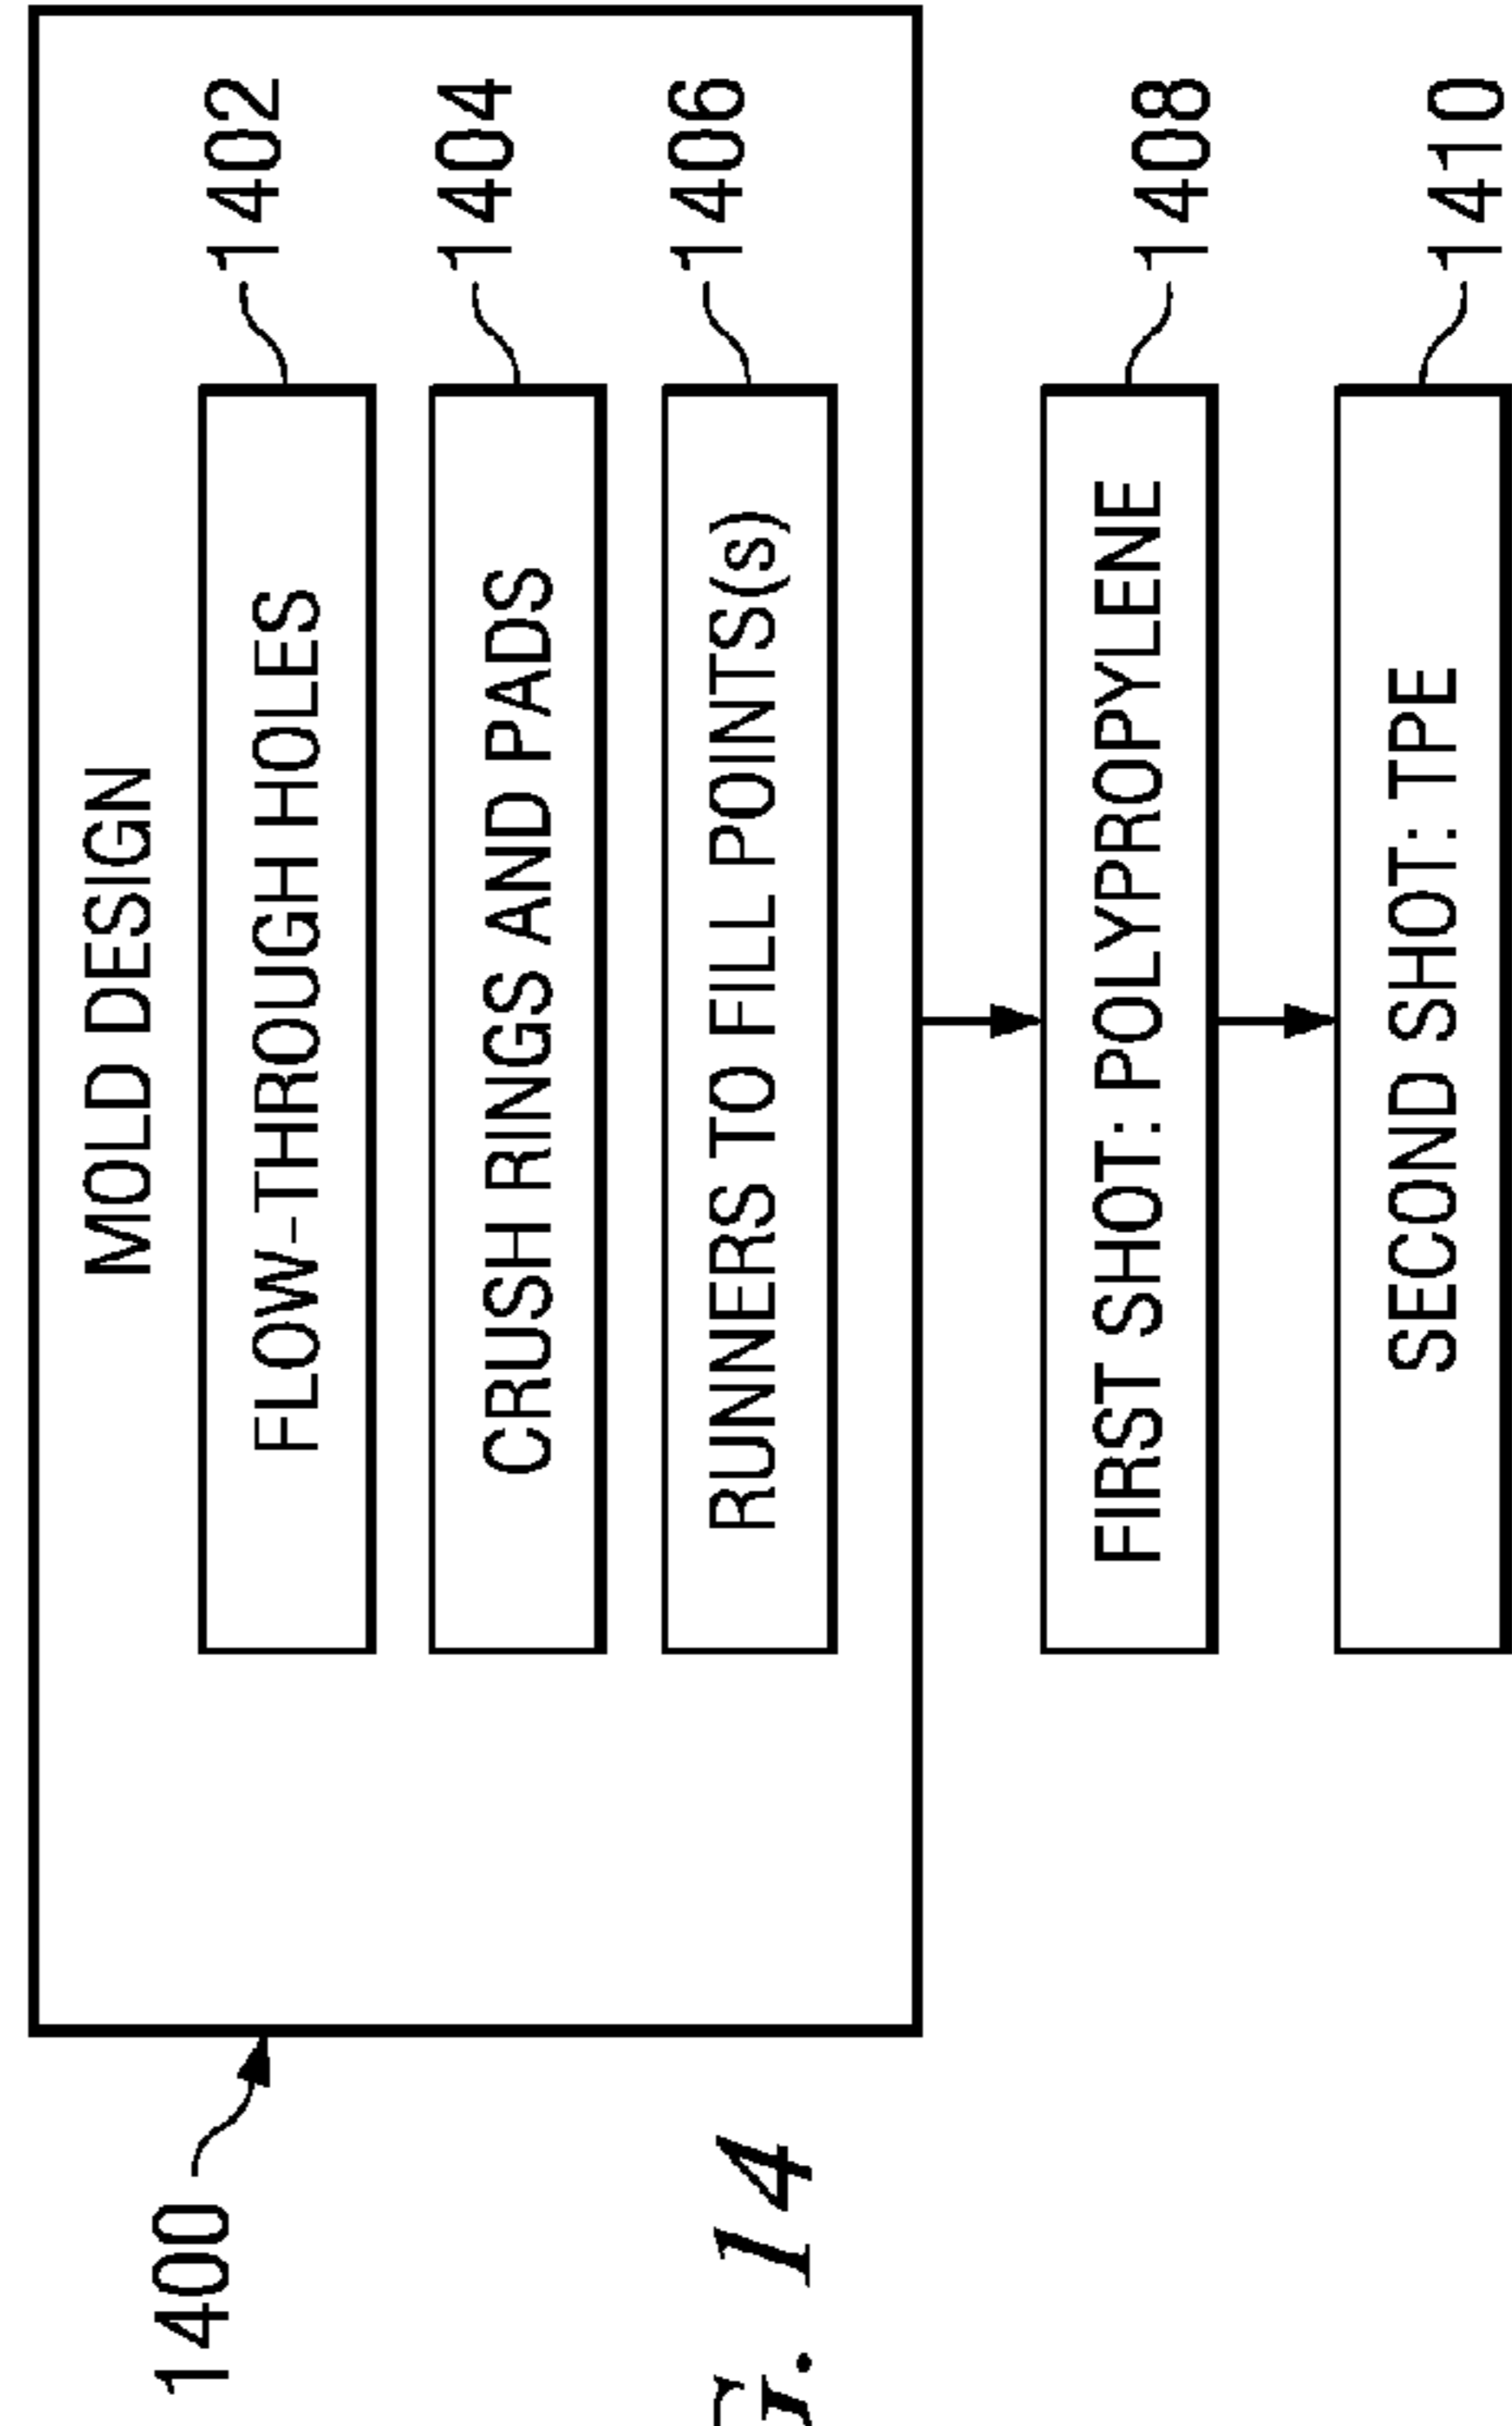 MOLD DESIGN
1400
FLOW-THROUGH HOLES
1402
CRUSH RINGS AND PADS
1404
RUNNERS TO FILL POINTS(s)
1406
FIRST SHOT: POLYPROPYLENE
1408
SECOND SHOT: TPE
1410
G. 14